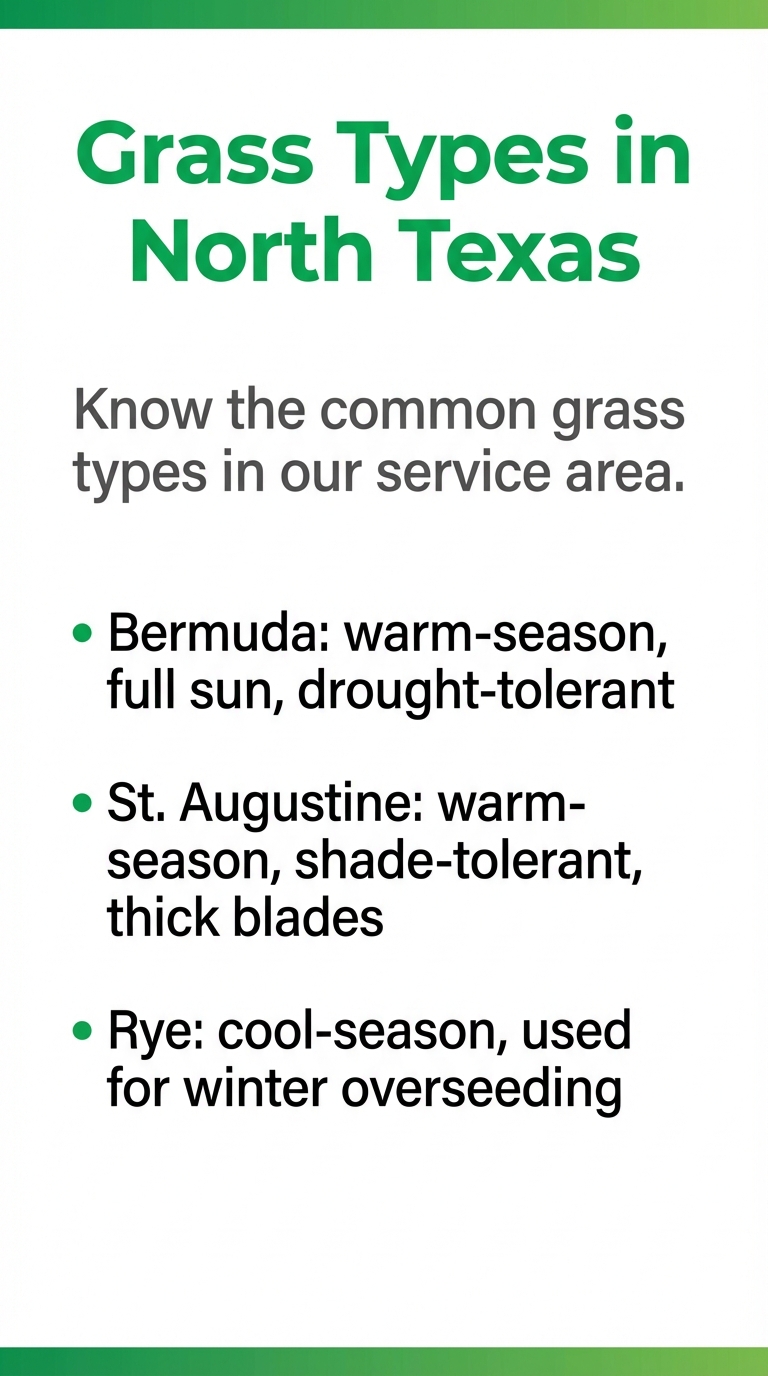 Grass Types in
North Texas
Know the common grass
types in our service area.
• Bermuda: warm-season,
full sun, drought-tolerant
• St. Augustine: warm-
season, shade-tolerant,
thick blades
• Rye: cool-season, used
for winter overseeding